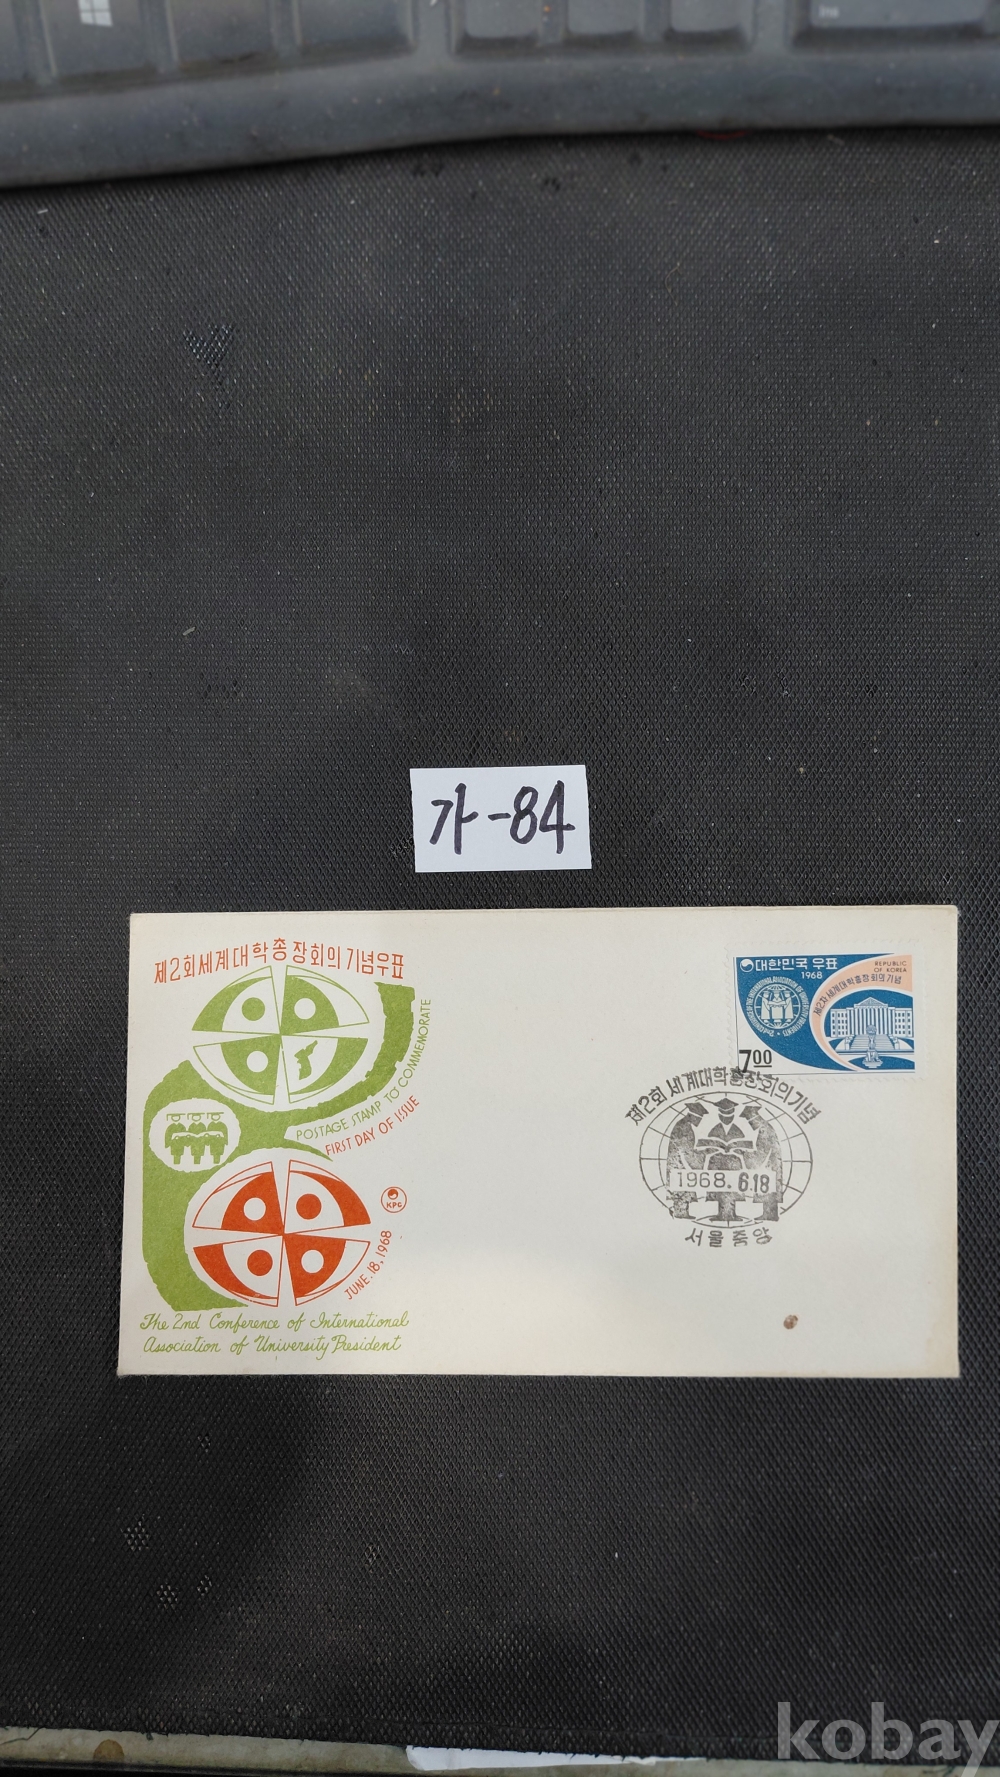 가-84
제2회세계대학총장회의기념우표
POSTAGE STAMP TO COMMEMORATE
FIRST DAY OF ISSUE
KPC
JUNE.18,1968
The 2nd Conference of International
Association of University President
대한민국 우표
1968
REPUBLIC
OF KOREA
제2차세계대학총장회의기념
700
제2회 세계대학총장회의기념
1968. 6.18
서울중앙
kobay